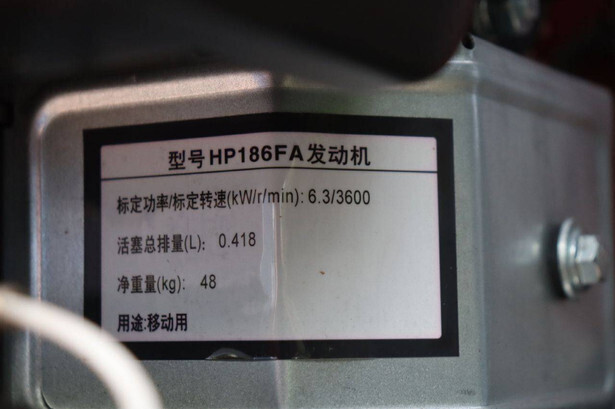 型号HP186FA发动机
标定功率/标定转速(kW/r/min): 6.3/3600
活塞总排量(L): 0.418
净重量(kg): 48
用途:移动用